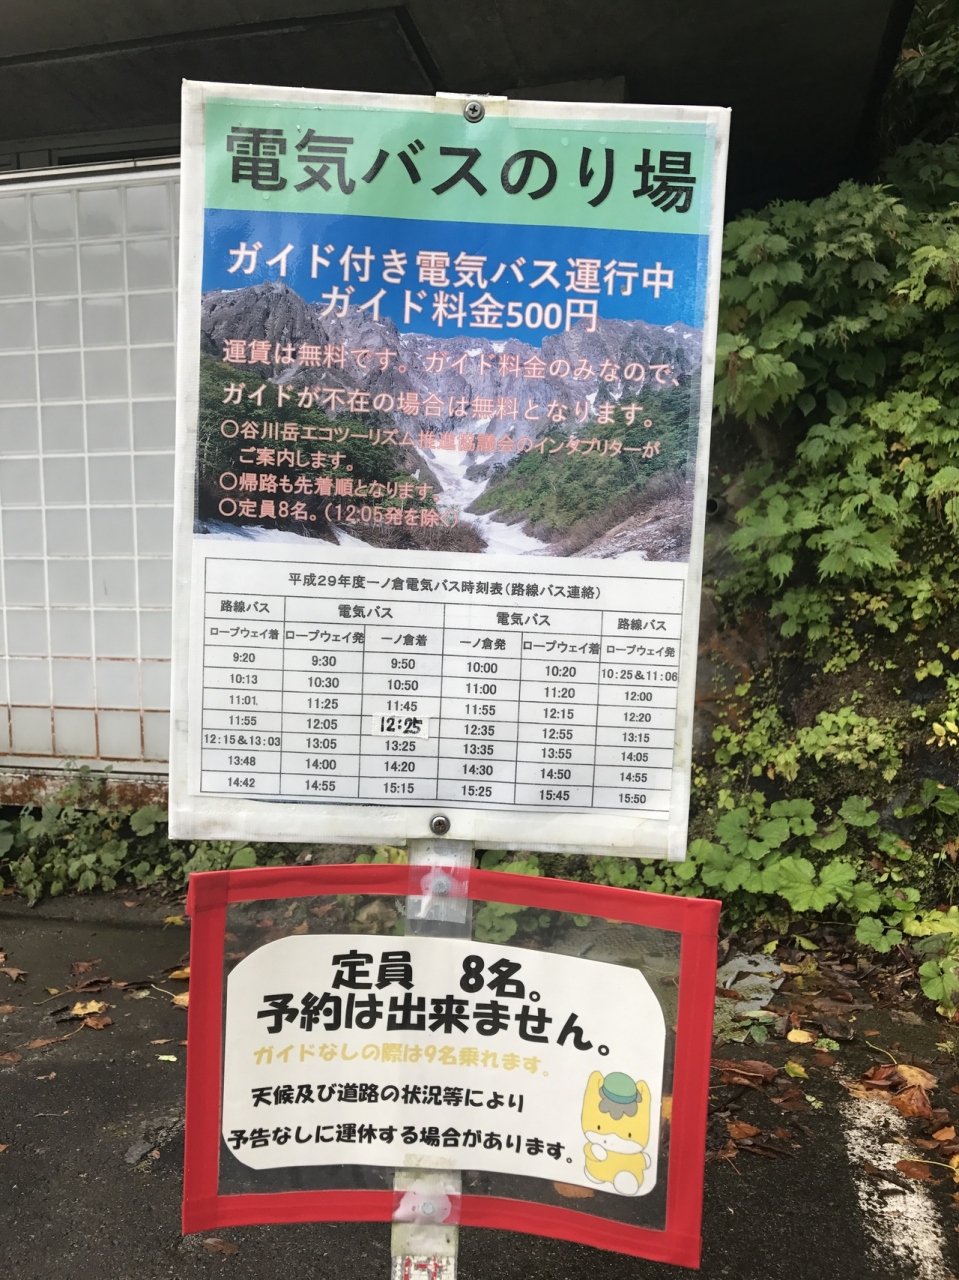 電気バスのり場
ガイド付き電気バス運行中
ガイド料金500円
運賃は無料です。ガイド料金のみなので、
ガイドが不在の場合は無料となります。
○谷川岳エコツーリズム推進協議会のインタプリターが
ご案内します。
○帰路も先着順となります。
○定員8名。(12:05発を除く)
平成29年度一ノ倉電気バス時刻表(路線バス連絡)
路線バス 電気バス 電気バス 路線バス
ロープウェイ着 ロープウェイ発 一ノ倉着 一ノ倉発 ロープウェイ着 ロープウェイ発
9:20 9:30 9:50 10:00 10:20 10:25&11:06
10:13 10:30 10:50 11:00 11:20 12:00
11:01. 11:25 11:45 11:55 12:15 12:20
11:55 12:05 12:25 12:35 12:55 13:15
12:15&13:03 13:05 13:25 13:35 13:55 14:05
13:48 14:00 14:20 14:30 14:50 14:55
14:42 14:55 15:15 15:25 15:45 15:50
定員 8名。
予約は出来ません。
ガイドなしの際は9名乗れます。
天候及び道路の状況等により
予告なしに運休する場合があります。